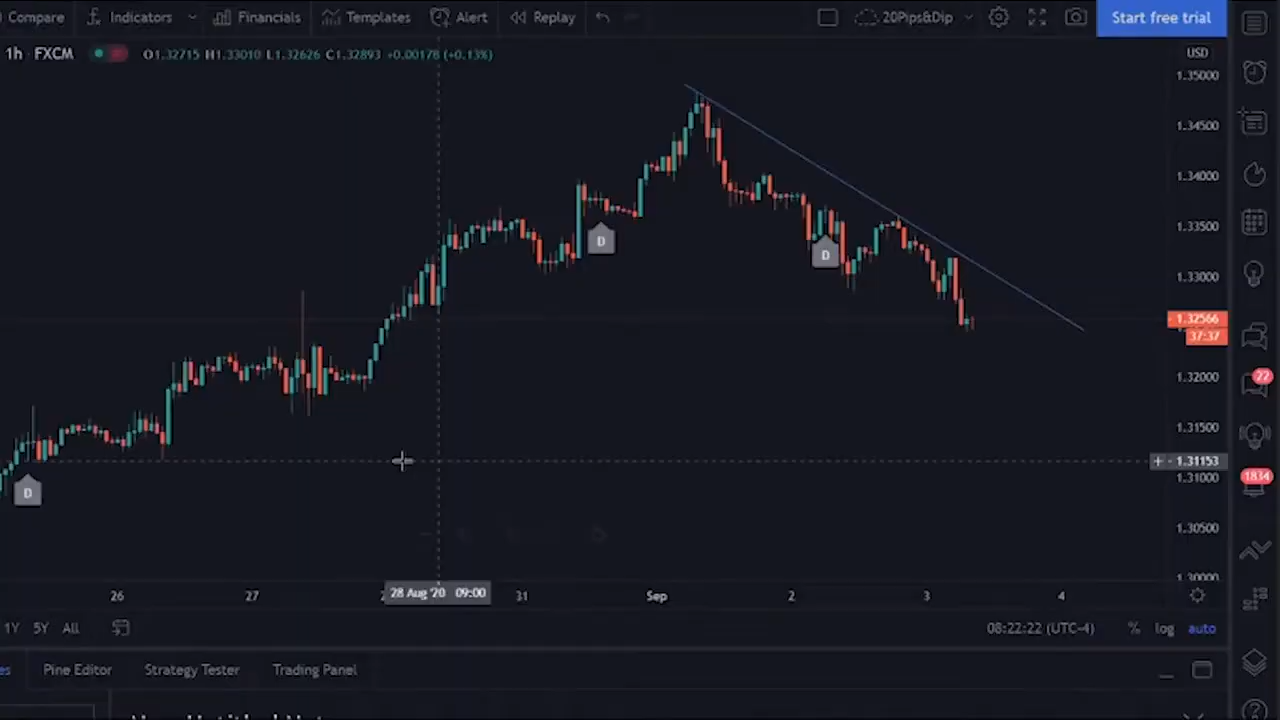 Compare Indicators Financials Templates Alert Replay 20Pips&Dip Start free trial
1h FXCM O1.32715 H1.33010 L1.32626 C1.32893 +0.00178 (+0.13%)
USD
1.35000
1.34500
1.34000
1.33500
1.33000
1.32566
37:37
1.32000
1.31500
1.31153
1.31000
1.30500
1.30000
D
D
D
22
1834
26 27 28 Aug '20 09:00 31 Sep 2 3 4
1Y 5Y All 08:22:22 (UTC-4) % log auto
Pine Editor Strategy Tester Trading Panel